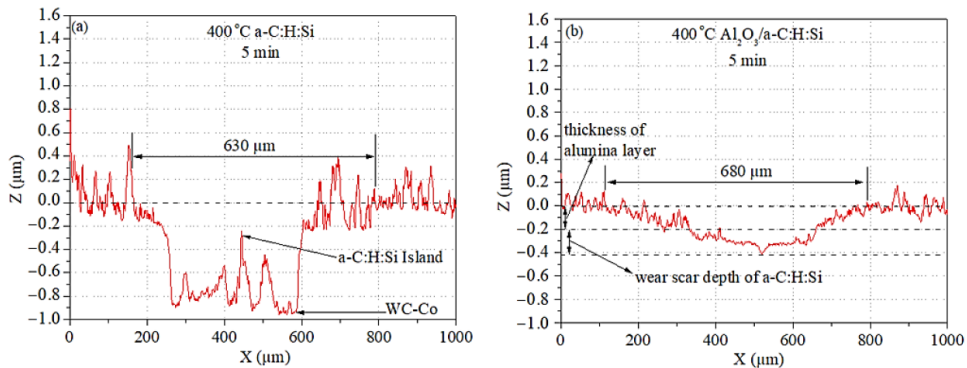 (a)
400 °C a-C:H:Si
5 min
1.6
1.4
1.2
1.0
0.8
0.6
0.4
0.2
0.0
−0.2
−0.4
−0.6
−0.8
−1.0
Z (μm)
630 μm
a-C:H:Si Island
WC-Co
0
200
400
600
800
1000
X (μm)
(b)
400 °C Al₂O₃/a-C:H:Si
5 min
1.6
1.4
1.2
1.0
0.8
0.6
0.4
0.2
0.0
−0.2
−0.4
−0.6
−0.8
−1.0
Z (μm)
thickness of
alumina layer
680 μm
wear scar depth of a-C:H:Si
0
200
400
600
800
1000
X (μm)